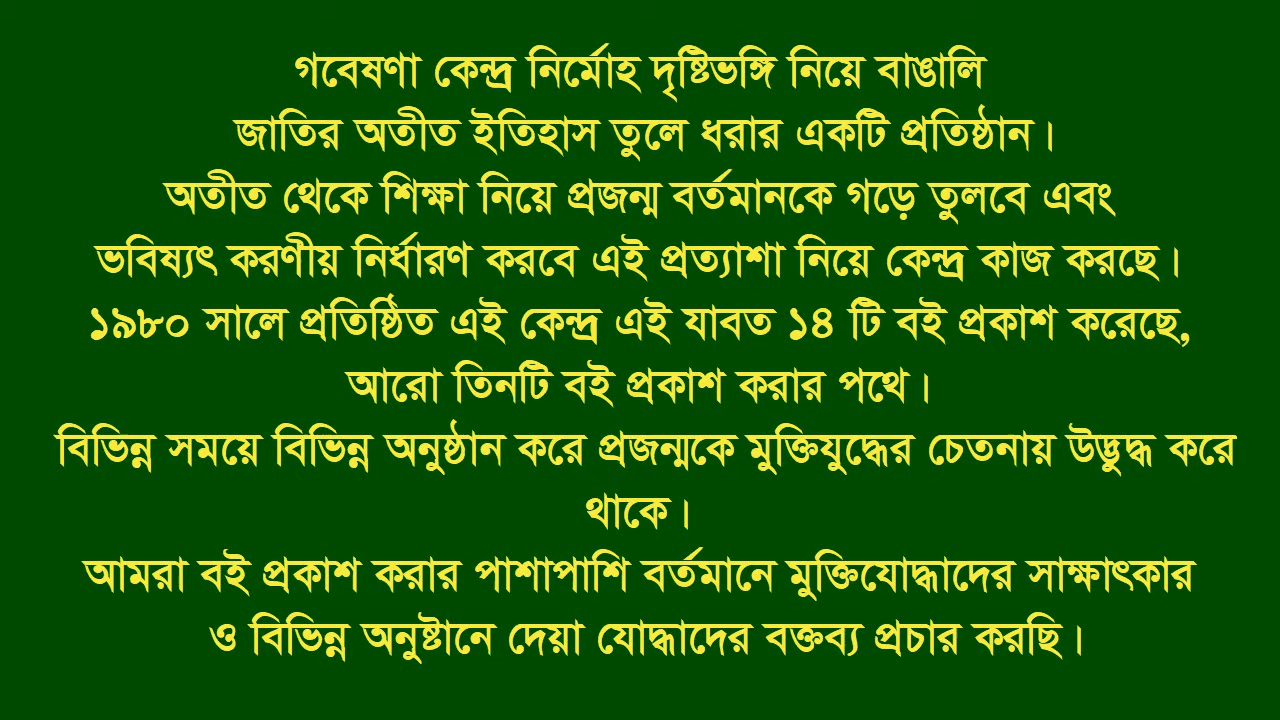 গবেষণা কেন্দ্র নির্মোহ দৃষ্টিভঙ্গি নিয়ে বাঙালি
জাতির অতীত ইতিহাস তুলে ধরার একটি প্রতিষ্ঠান।
অতীত থেকে শিক্ষা নিয়ে প্রজন্ম বর্তমানকে গড়ে তুলবে এবং
ভবিষ্যৎ করণীয় নির্ধারণ করবে এই প্রত্যাশা নিয়ে কেন্দ্র কাজ করছে।
১৯৮০ সালে প্রতিষ্ঠিত এই কেন্দ্র এই যাবত ১৪ টি বই প্রকাশ করেছে,
আরো তিনটি বই প্রকাশ করার পথে।
বিভিন্ন সময়ে বিভিন্ন অনুষ্ঠান করে প্রজন্মকে মুক্তিযুদ্ধের চেতনায় উদ্ভুদ্ধ করে
থাকে।
আমরা বই প্রকাশ করার পাশাপাশি বর্তমানে মুক্তিযোদ্ধাদের সাক্ষাৎকার
ও বিভিন্ন অনুষ্টানে দেয়া যোদ্ধাদের বক্তব্য প্রচার করছি।